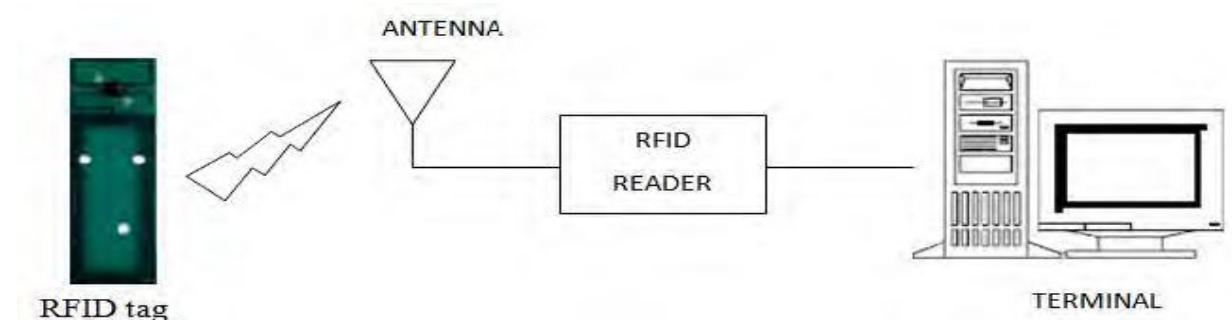 ANTENNA
RFID
READER
RFID tag
TERMINAL